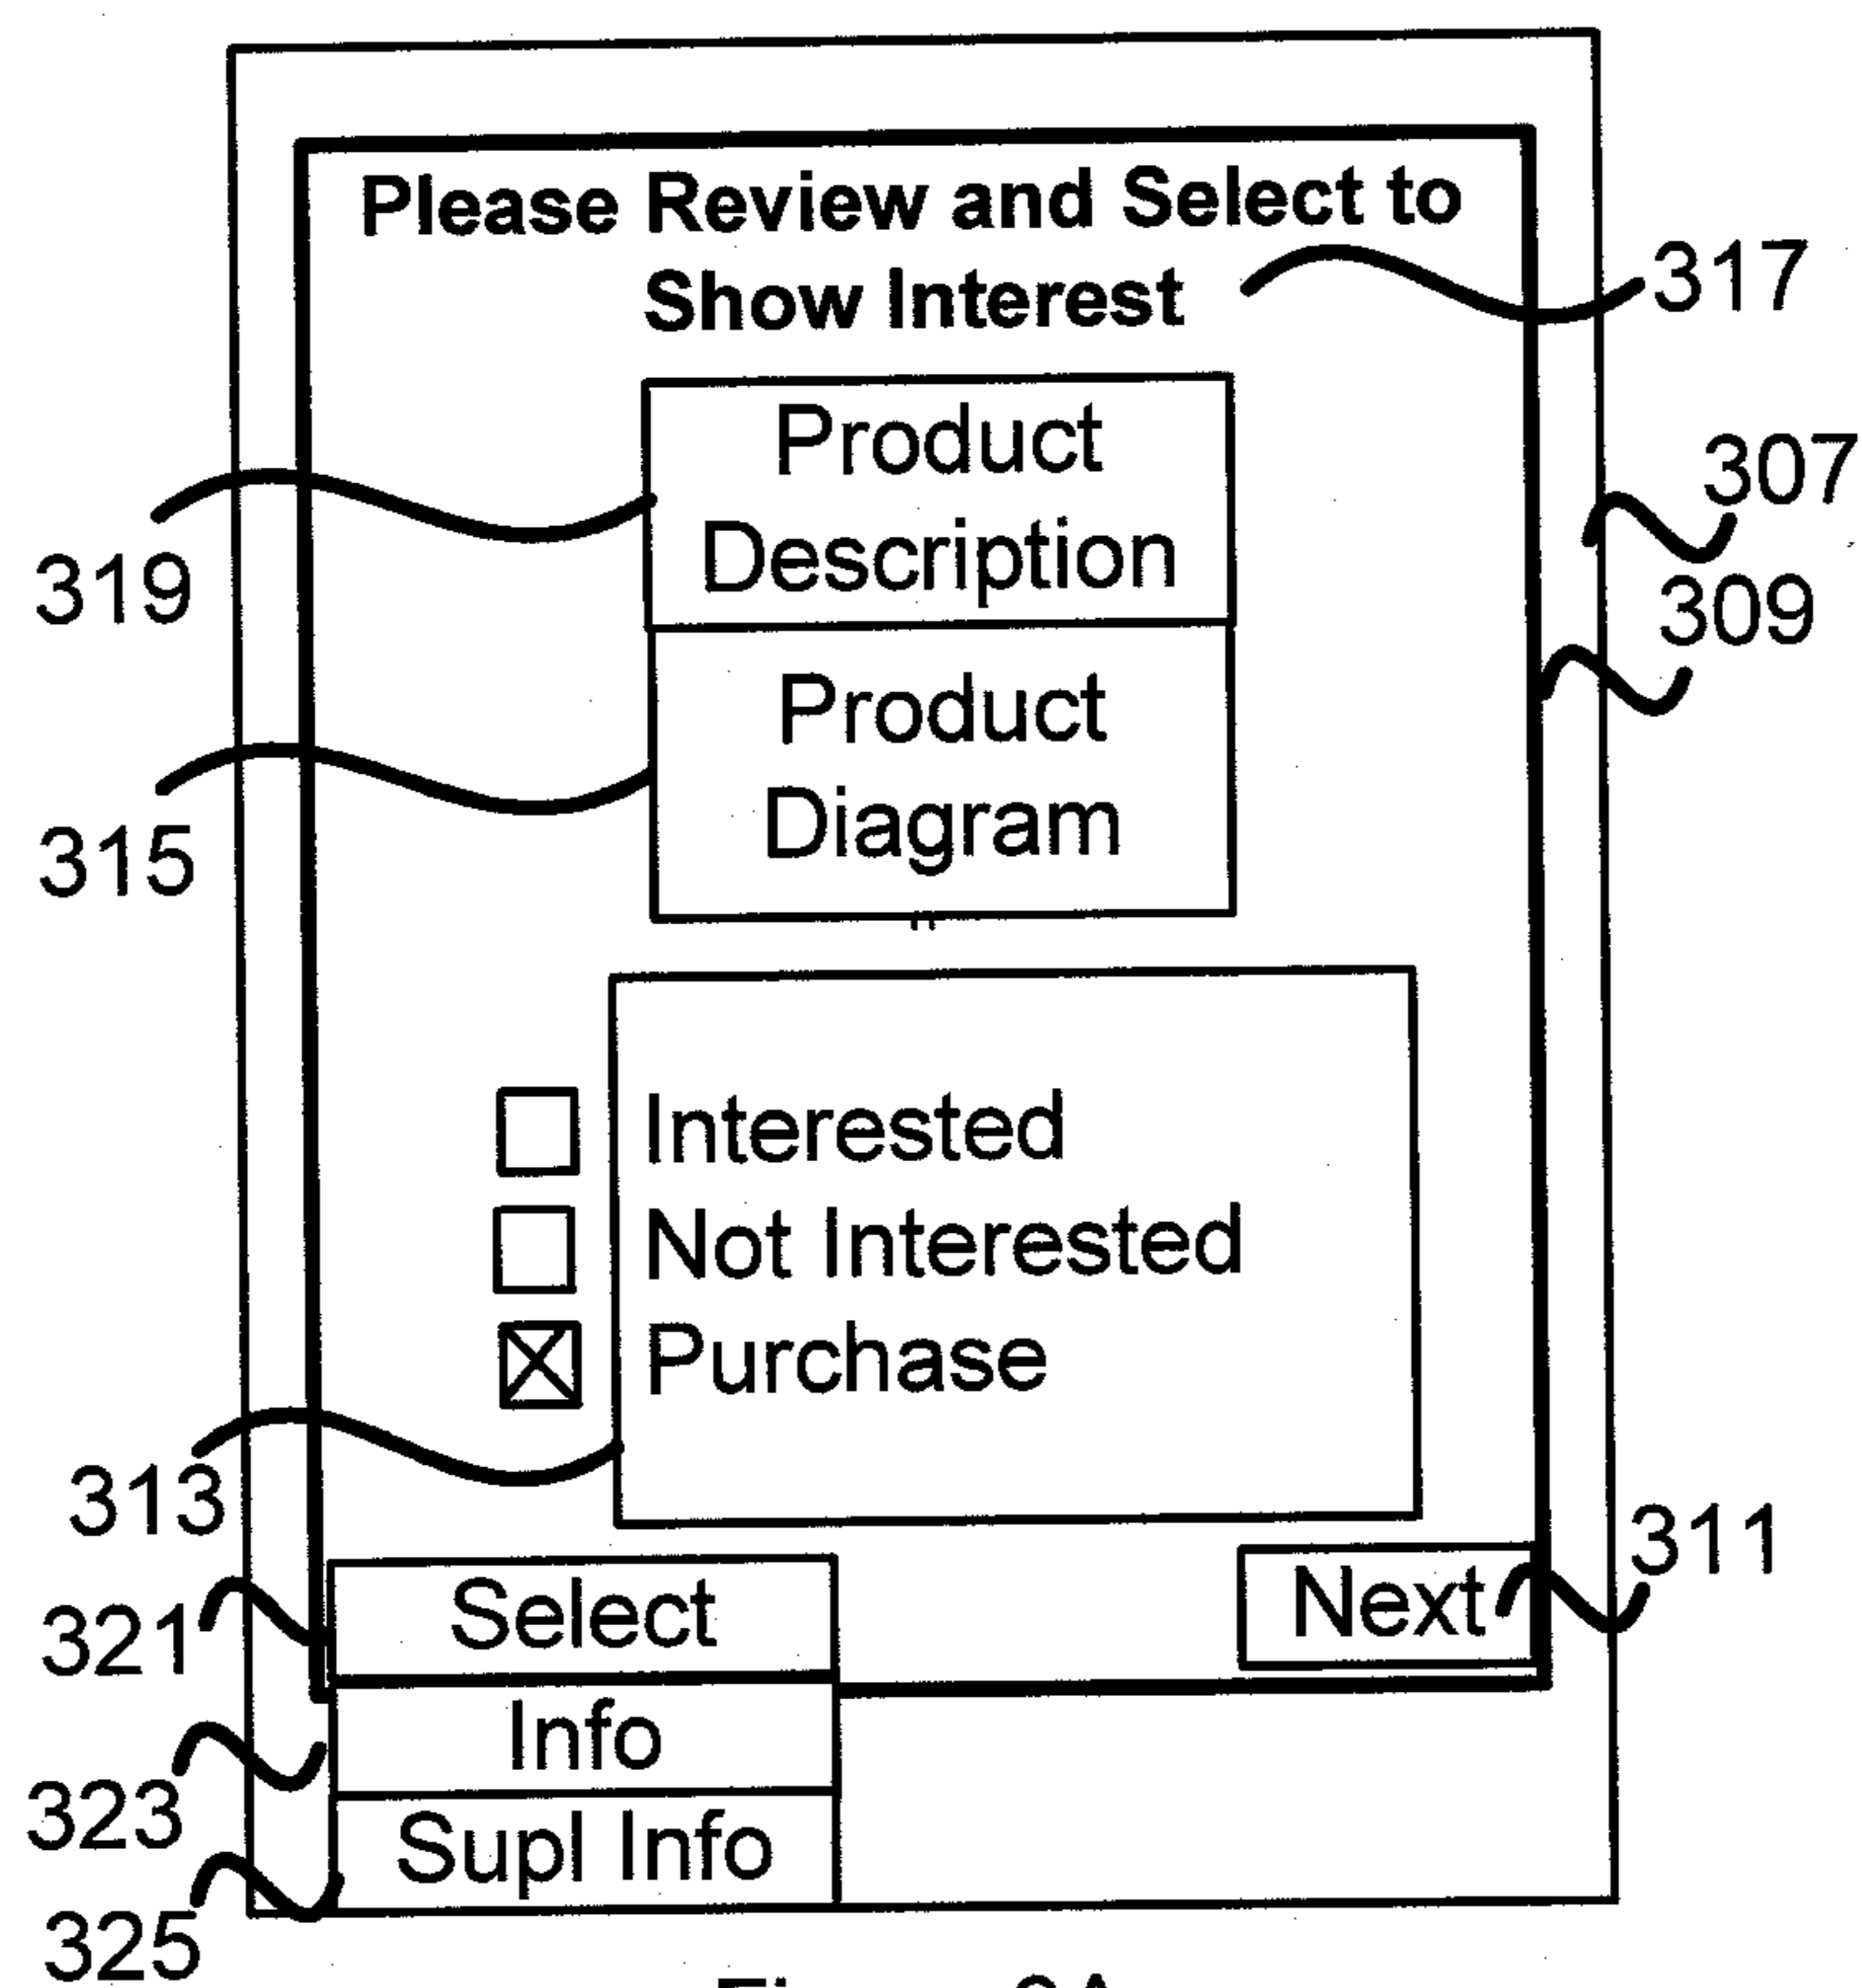 Please Review and Select to
Show Interest
317
Product
Description
307
319
309
Product
Diagram
315
Interested
Not Interested
Purchase
313
311
Select
Next
321
Info
323
Supl Info
325